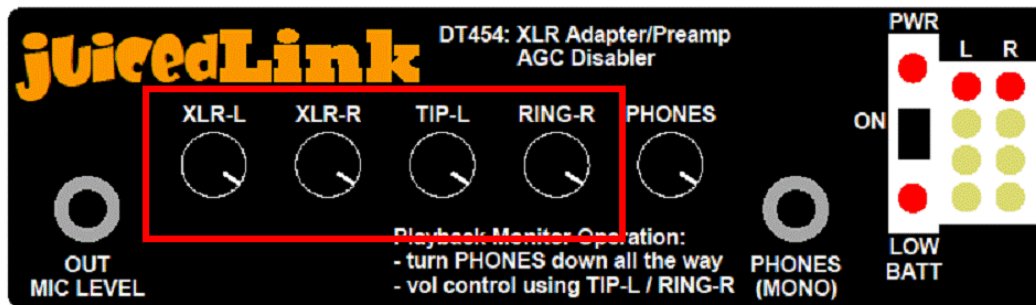 juicedLink
DT454: XLR Adapter/Preamp
AGC Disabler
PWR
L R
XLR-L XLR-R TIP-L RING-R PHONES
ON
OUT
MIC LEVEL
Playback Monitor Operation:
- turn PHONES down all the way
- vol control using TIP-L / RING-R
PHONES
(MONO)
LOW
BATT